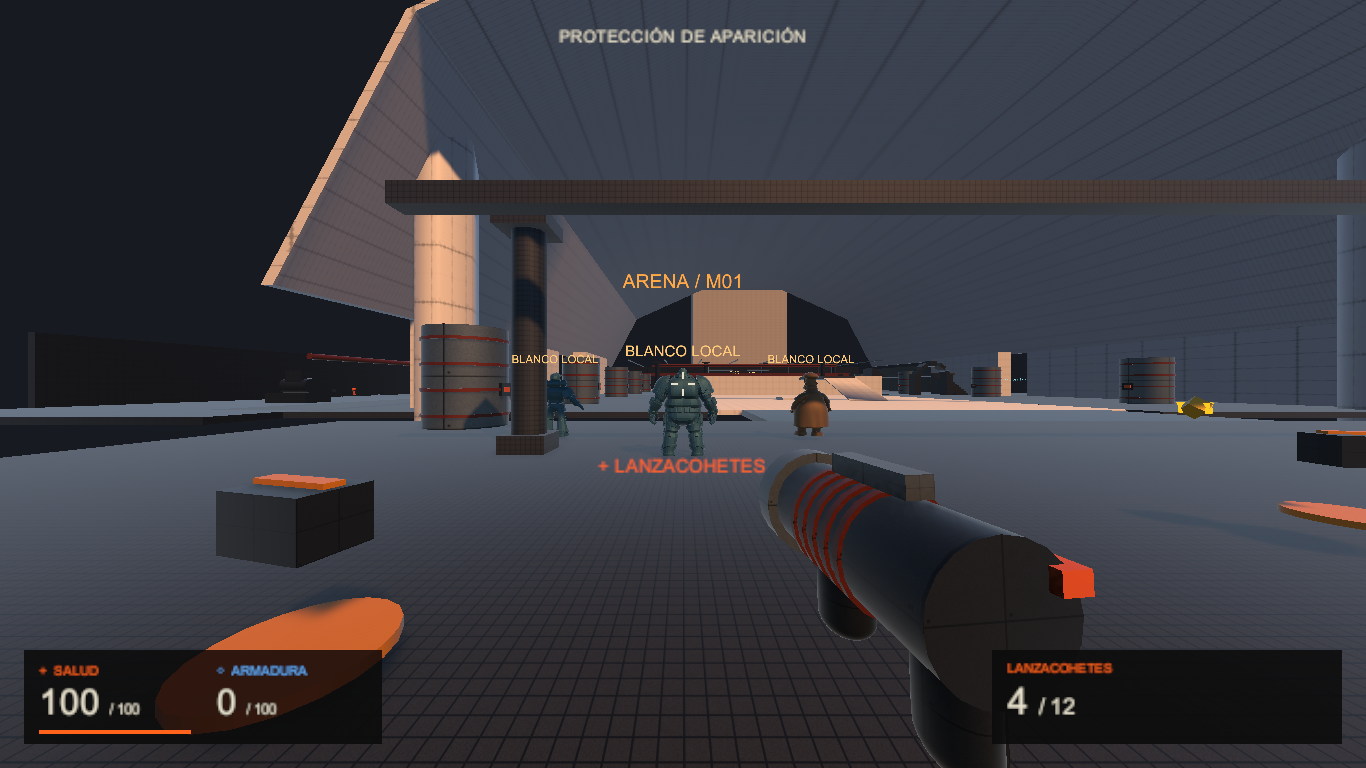 PROTECCIÓN DE APARICIÓN
ARENA / M01
BLANCO LOCAL
BLANCO LOCAL
BLANCO LOCAL
+ LANZACOHETES
+ SALUD
100 / 100
⟐ ARMADURA
0 / 100
LANZACOHETES
4 / 12